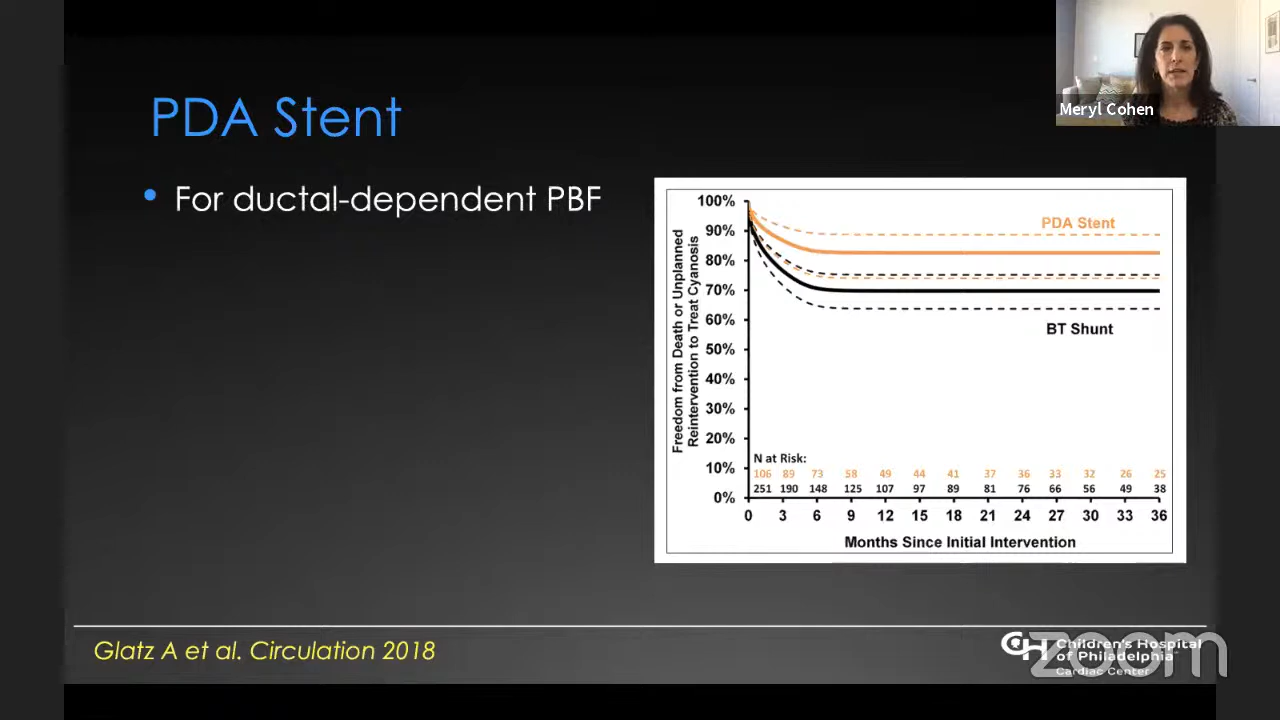 Meryl Cohen
PDA Stent
• For ductal-dependent PBF
Freedom from Death or Unplanned
Reintervention to Treat Cyanosis
100%
90%
80%
70%
60%
50%
40%
30%
20%
10%
0%
PDA Stent
BT Shunt
N at Risk:
106 89 73 58 49 44 41 37 36 33 32 26 25
251 190 148 125 107 97 89 81 76 66 56 49 38
0 3 6 9 12 15 18 21 24 27 30 33 36
Months Since Initial Intervention
Glatz A et al. Circulation 2018
CH Children's Hospital
of Philadelphia
Cardiac Center
zoom